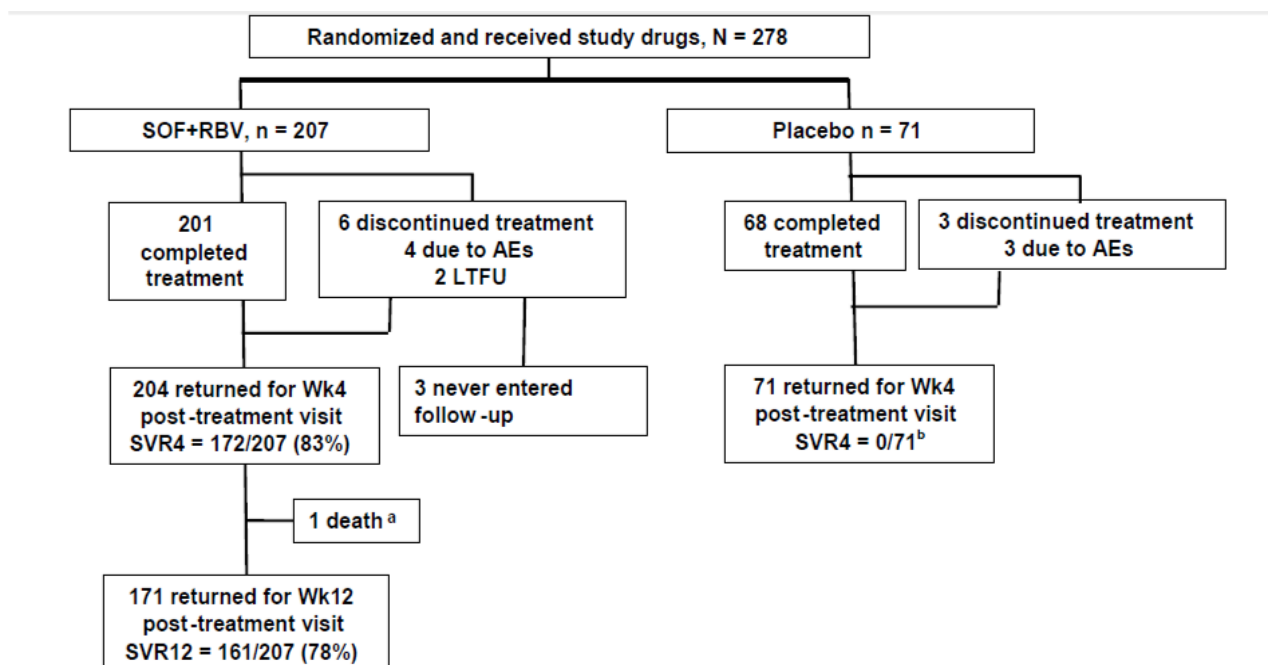 Randomized and received study drugs, N = 278
SOF+RBV, n = 207
Placebo n = 71
201
completed
treatment
6 discontinued treatment
4 due to AEs
2 LTFU
68 completed
treatment
3 discontinued treatment
3 due to AEs
204 returned for Wk4
post-treatment visit
SVR4 = 172/207 (83%)
3 never entered
follow-up
71 returned for Wk4
post-treatment visit
SVR4 = 0/71ᵇ
1 death ᵃ
171 returned for Wk12
post-treatment visit
SVR12 = 161/207 (78%)